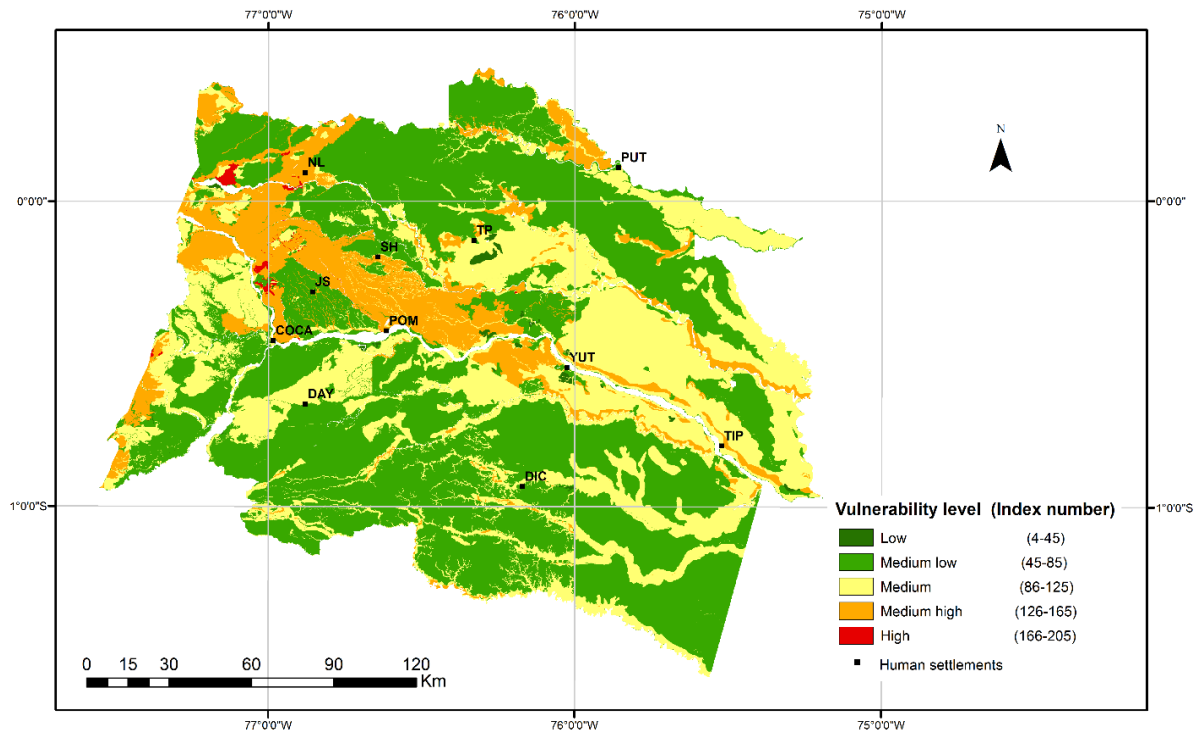 77°0'0"W 76°0'0"W 75°0'0"W
N
PUT
NL
0°0'0" 0°0'0"
TP
SH
JS
POM
COCA
YUT
DAY
TIP
DIC
1°0'0"S 1°0'0"S
Vulnerability level (Index number)
Low (4-45)
Medium low (45-85)
Medium (86-125)
Medium high (126-165)
High (166-205)
Human settlements
0 15 30 60 90 120
Km
77°0'0"W 76°0'0"W 75°0'0"W